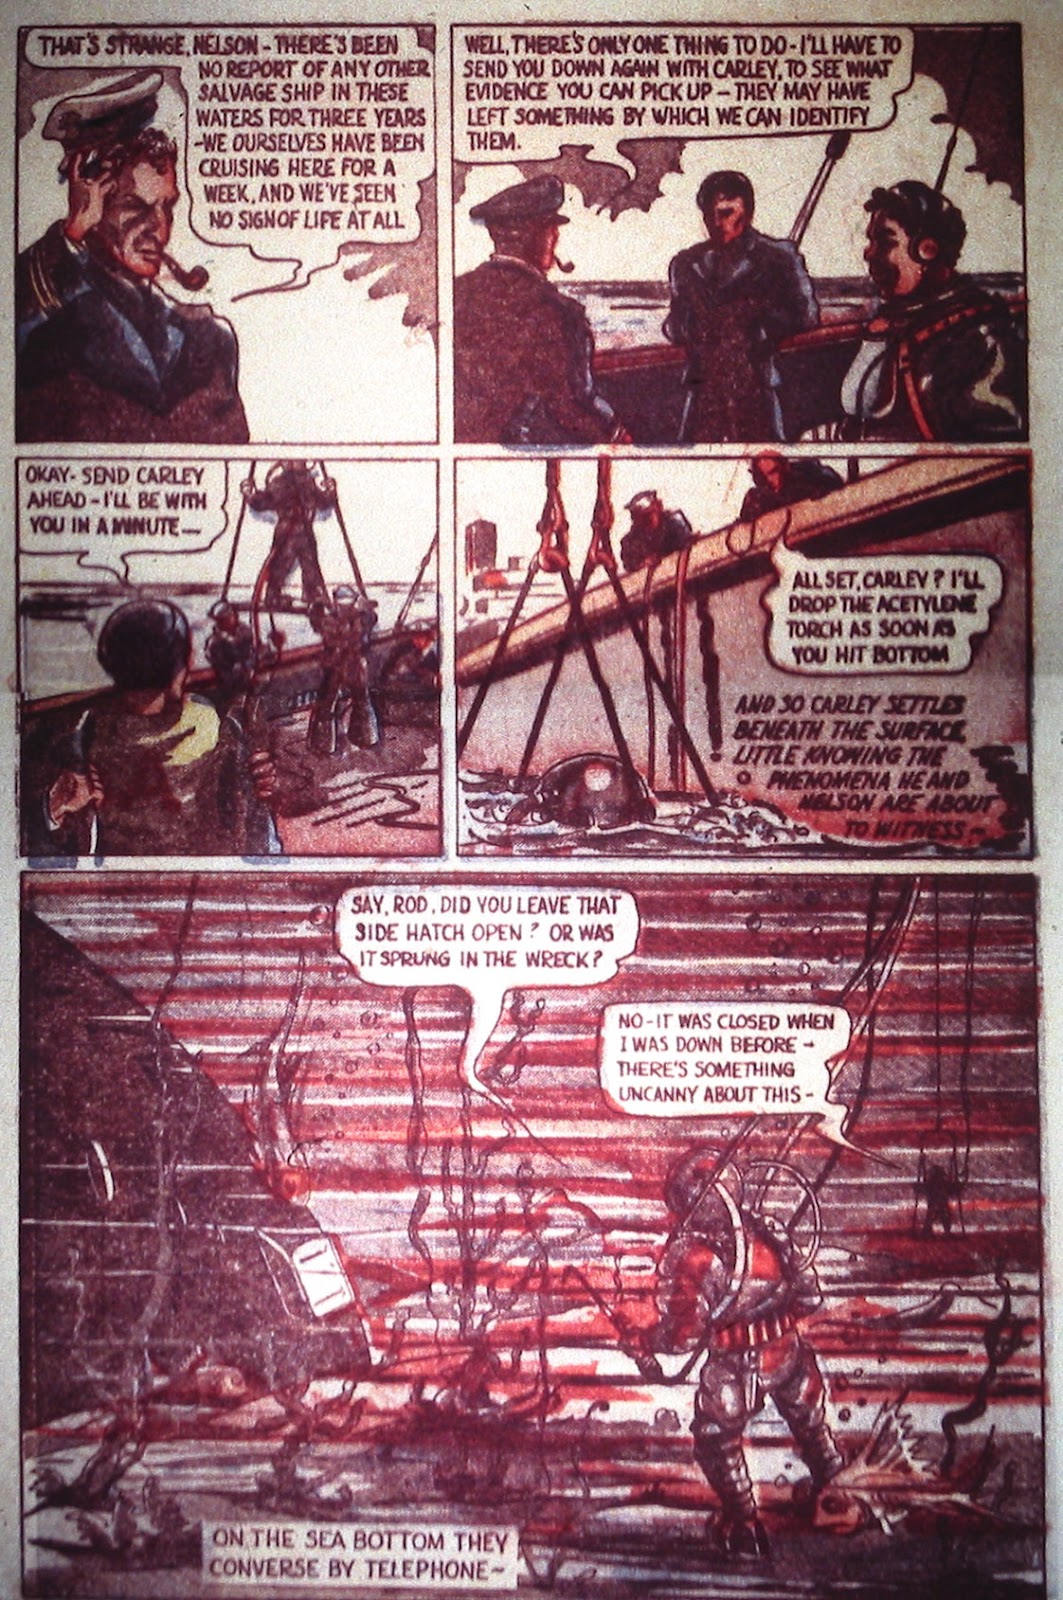 THAT'S STRANGE, NELSON - THERE'S BEEN
NO REPORT OF ANY OTHER
SALVAGE SHIP IN THESE
WATERS FOR THREE YEARS
- WE OURSELVES HAVE BEEN
CRUISING HERE FOR A
WEEK, AND WE'VE SEEN
NO SIGN OF LIFE AT ALL
WELL, THERE'S ONLY ONE THING TO DO - I'LL HAVE TO
SEND YOU DOWN AGAIN WITH CARLEY, TO SEE WHAT
EVIDENCE YOU CAN PICK UP - THEY MAY HAVE
LEFT SOMETHING BY WHICH WE CAN IDENTIFY
THEM.
OKAY - SEND CARLEY
AHEAD - I'LL BE WITH
YOU IN A MINUTE -
ALL SET, CARLEY? I'LL
DROP THE ACETYLENE
TORCH AS SOON AS
YOU HIT BOTTOM
AND SO CARLEY SETTLES
BENEATH THE SURFACE,
LITTLE KNOWING THE
PHENOMENA HE AND
NELSON ARE ABOUT
TO WITNESS -
SAY, ROD, DID YOU LEAVE THAT
SIDE HATCH OPEN? OR WAS
IT SPRUNG IN THE WRECK?
NO - IT WAS CLOSED WHEN
I WAS DOWN BEFORE -
THERE'S SOMETHING
UNCANNY ABOUT THIS -
ON THE SEA BOTTOM THEY
CONVERSE BY TELEPHONE -